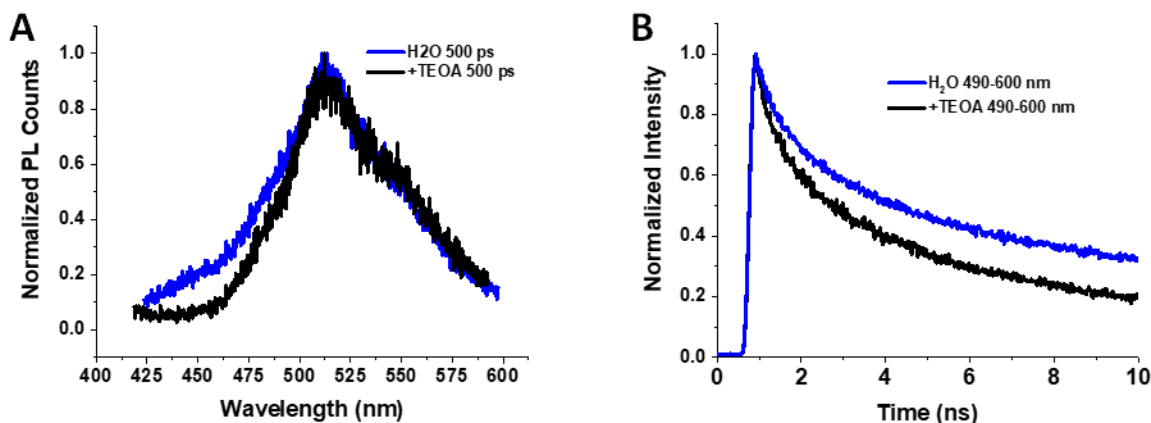 A
H2O 500 ps
+TEOA 500 ps
Normalized PL Counts
1.0
0.8
0.6
0.4
0.2
0.0
400 425 450 475 500 525 550 575 600
Wavelength (nm)
B
H₂O 490-600 nm
+TEOA 490-600 nm
Normalized Intensity
1.0
0.8
0.6
0.4
0.2
0.0
0 2 4 6 8 10
Time (ns)